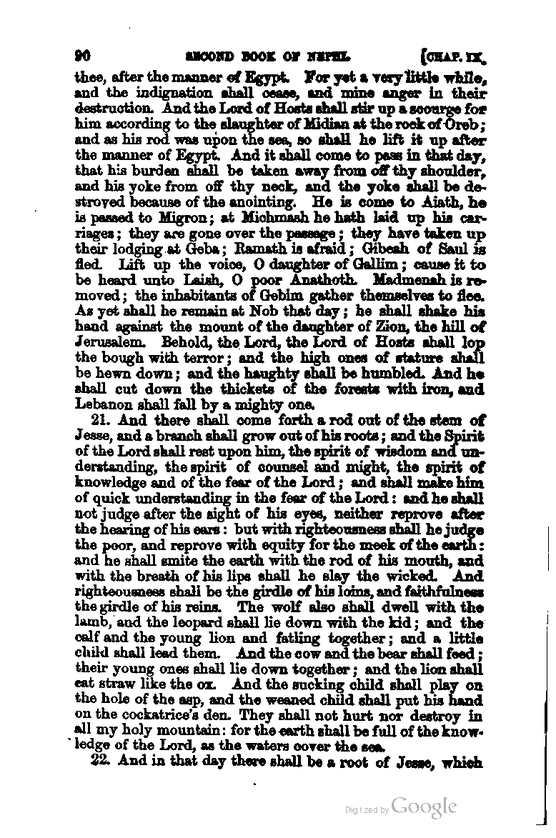 90 SECOND BOOK OF NEPHI. [CHAP. IX.
thee, after the manner of Egypt. For yet a very little while,
and the indignation shall cease, and mine anger in their
destruction. And the Lord of Hosts shall stir up a scourge for
him according to the slaughter of Midian at the rock of Oreb;
and as his rod was upon the sea, so shall he lift it up after
the manner of Egypt. And it shall come to pass in that day,
that his burden shall be taken away from off thy shoulder,
and his yoke from off thy neck, and the yoke shall be de-
stroyed because of the anointing. He is come to Aiath, he
is passed to Migron; at Michmash he hath laid up his car-
riages; they are gone over the passage; they have taken up
their lodging at Geba; Ramath is afraid; Gibeah of Saul is
fled. Lift up the voice, O daughter of Gallim; cause it to
be heard unto Laish, O poor Anathoth. Madmenah is re-
moved; the inhabitants of Gebim gather themselves to flee.
As yet shall he remain at Nob that day; he shall shake his
hand against the mount of the daughter of Zion, the hill of
Jerusalem. Behold, the Lord, the Lord of Hosts shall lop
the bough with terror; and the high ones of stature shall
be hewn down; and the haughty shall be humbled. And he
shall cut down the thickets of the forests with iron, and
Lebanon shall fall by a mighty one.
21. And there shall come forth a rod out of the stem of
Jesse, and a branch shall grow out of his roots; and the Spirit
of the Lord shall rest upon him, the spirit of wisdom and un-
derstanding, the spirit of counsel and might, the spirit of
knowledge and of the fear of the Lord; and shall make him
of quick understanding in the fear of the Lord: and he shall
not judge after the sight of his eyes, neither reprove after
the hearing of his ears: but with righteousness shall he judge
the poor, and reprove with equity for the meek of the earth:
and he shall smite the earth with the rod of his mouth, and
with the breath of his lips shall he slay the wicked. And
righteousness shall be the girdle of his loins, and faithfulness
the girdle of his reins. The wolf also shall dwell with the
lamb, and the leopard shall lie down with the kid; and the
calf and the young lion and fatling together; and a little
child shall lead them. And the cow and the bear shall feed;
their young ones shall lie down together; and the lion shall
eat straw like the ox. And the sucking child shall play on
the hole of the asp, and the weaned child shall put his hand
on the cockatrice's den. They shall not hurt nor destroy in
all my holy mountain: for the earth shall be full of the know-
ledge of the Lord, as the waters cover the sea.
22. And in that day there shall be a root of Jesse, which
Digitized by Google